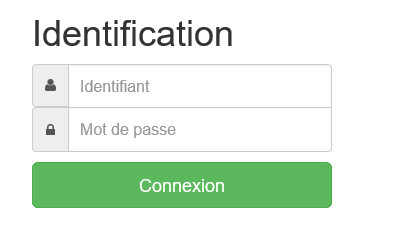 Identification
Identifiant
Mot de passe
Connexion